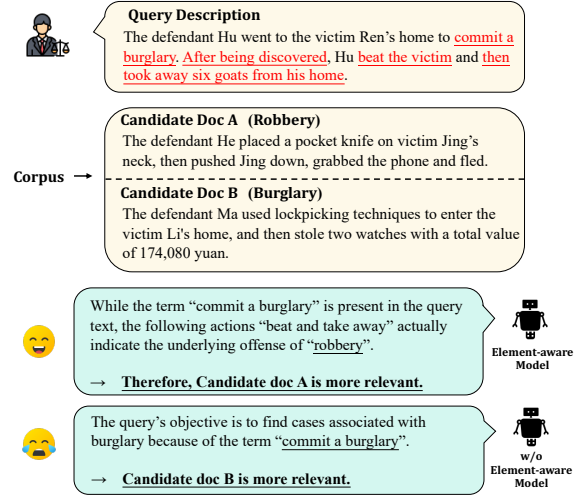 Query Description
The defendant Hu went to the victim Ren's home to commit a
burglary. After being discovered, Hu beat the victim and then
took away six goats from his home.
Candidate Doc A (Robbery)
The defendant He placed a pocket knife on victim Jing's
neck, then pushed Jing down, grabbed the phone and fled.
Corpus
Candidate Doc B (Burglary)
The defendant Ma used lockpicking techniques to enter the
victim Li's home, and then stole two watches with a total value
of 174,080 yuan.
While the term “commit a burglary” is present in the query
text, the following actions “beat and take away” actually
indicate the underlying offense of “robbery”.
→ Therefore, Candidate doc A is more relevant.
Element-aware
Model
The query's objective is to find cases associated with
burglary because of the term “commit a burglary”.
→ Candidate doc B is more relevant.
w/o
Element-aware
Model